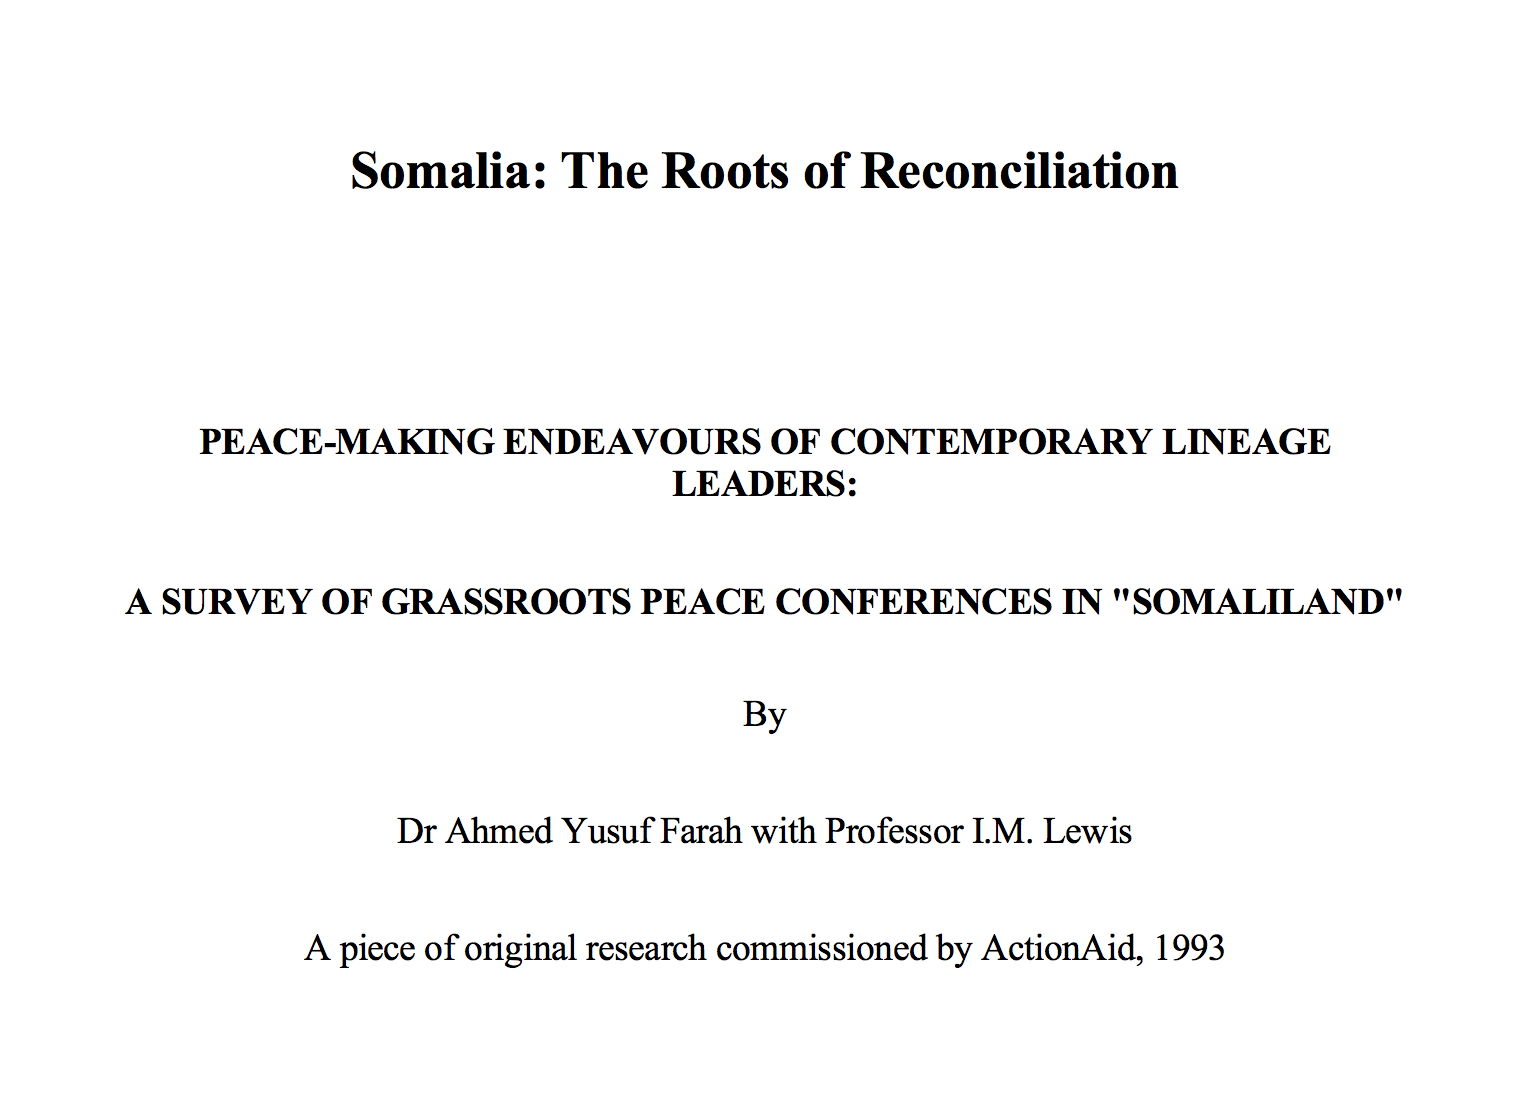 Somalia: The Roots of Reconciliation
PEACE-MAKING ENDEAVOURS OF CONTEMPORARY LINEAGE
LEADERS:
A SURVEY OF GRASSROOTS PEACE CONFERENCES IN "SOMALILAND"
By
Dr Ahmed Yusuf Farah with Professor I.M. Lewis
A piece of original research commissioned by ActionAid, 1993